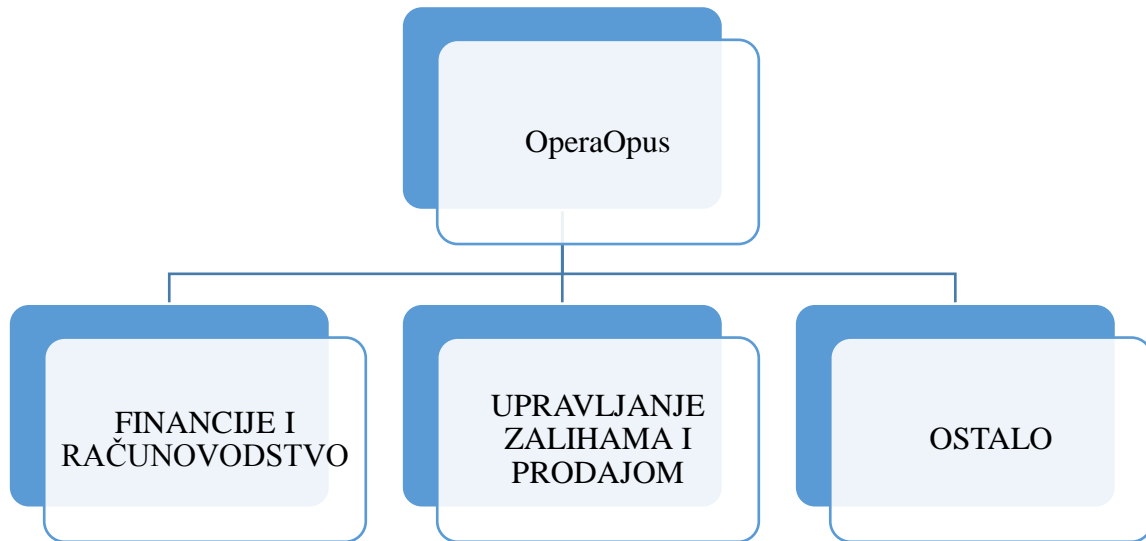 OperaOpus
FINANCIJE I
RAČUNOVODSTVO
UPRAVLJANJE
ZALIHAMA I
PRODAJOM
OSTALO